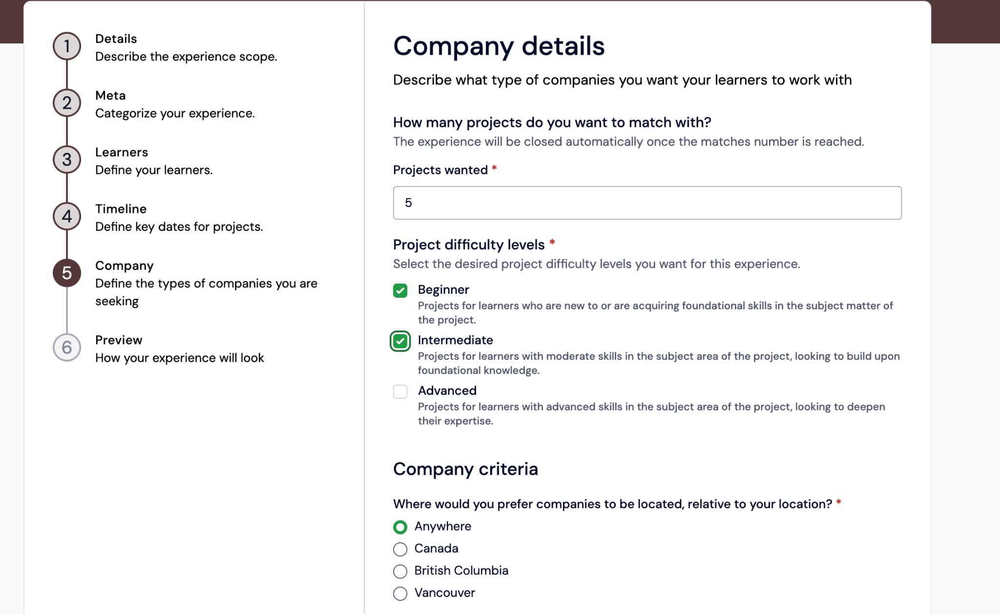 1
Details
Describe the experience scope.
2
Meta
Categorize your experience.
3
Learners
Define your learners.
4
Timeline
Define key dates for projects.
5
Company
Define the types of companies you are
seeking
6
Preview
How your experience will look
Company details
Describe what type of companies you want your learners to work with
How many projects do you want to match with?
The experience will be closed automatically once the matches number is reached.
Projects wanted *
5
Project difficulty levels *
Select the desired project difficulty levels you want for this experience.
Beginner
Projects for learners who are new to or are acquiring foundational skills in the subject matter of
the project.
Intermediate
Projects for learners with moderate skills in the subject area of the project, looking to build upon
foundational knowledge.
Advanced
Projects for learners with advanced skills in the subject area of the project, looking to deepen
their expertise.
Company criteria
Where would you prefer companies to be located, relative to your location? *
Anywhere
Canada
British Columbia
Vancouver